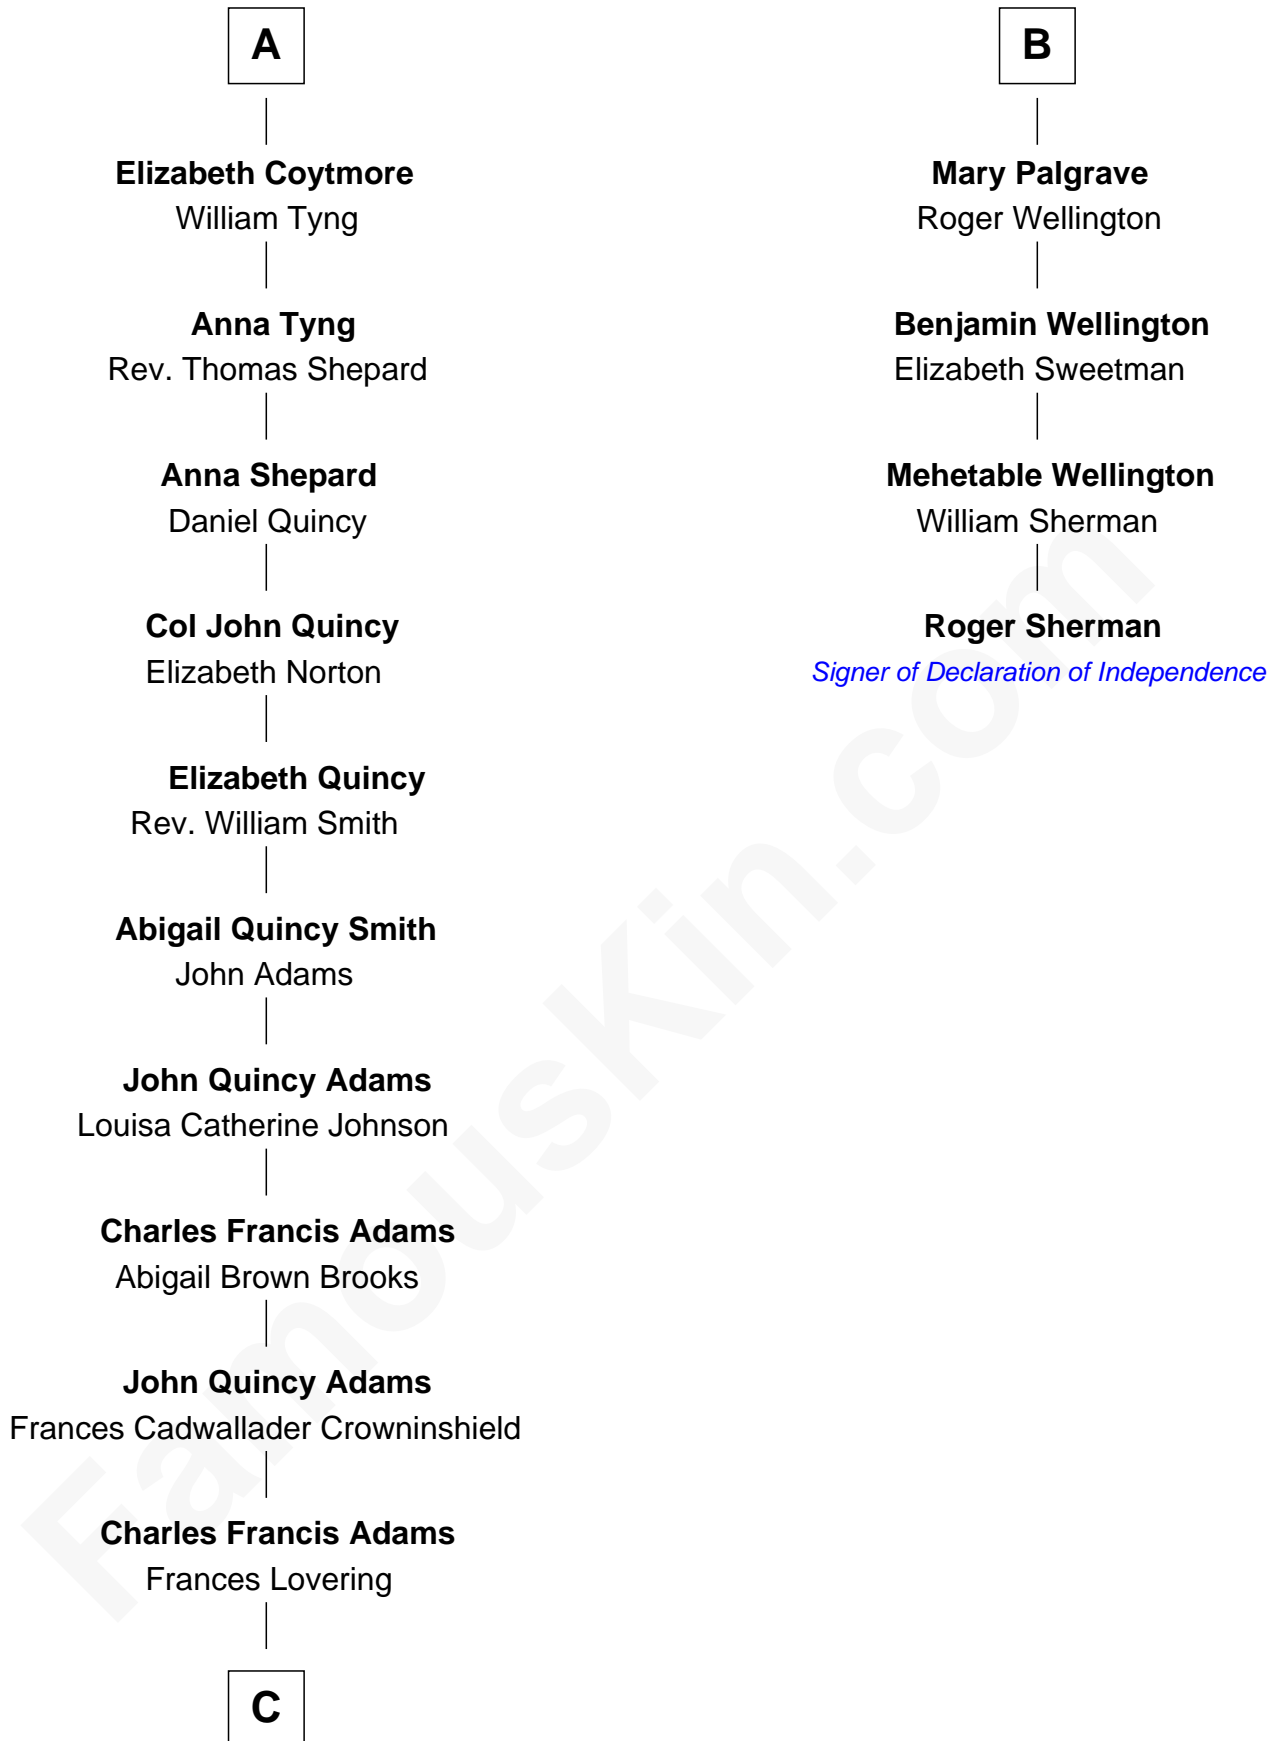 A
Elizabeth Coytmore
William Tyng
Anna Tyng
Rev. Thomas Shepard
Anna Shepard
Daniel Quincy
Col John Quincy
Elizabeth Norton
Elizabeth Quincy
Rev. William Smith
Abigail Quincy Smith
John Adams
John Quincy Adams
Louisa Catherine Johnson
Charles Francis Adams
Abigail Brown Brooks
John Quincy Adams
Frances Cadwallader Crowninshield
Charles Francis Adams
Frances Lovering
C
B
Mary Palgrave
Roger Wellington
Benjamin Wellington
Elizabeth Sweetman
Mehetable Wellington
William Sherman
Roger Sherman
Signer of Declaration of Independence
FamousKin.com